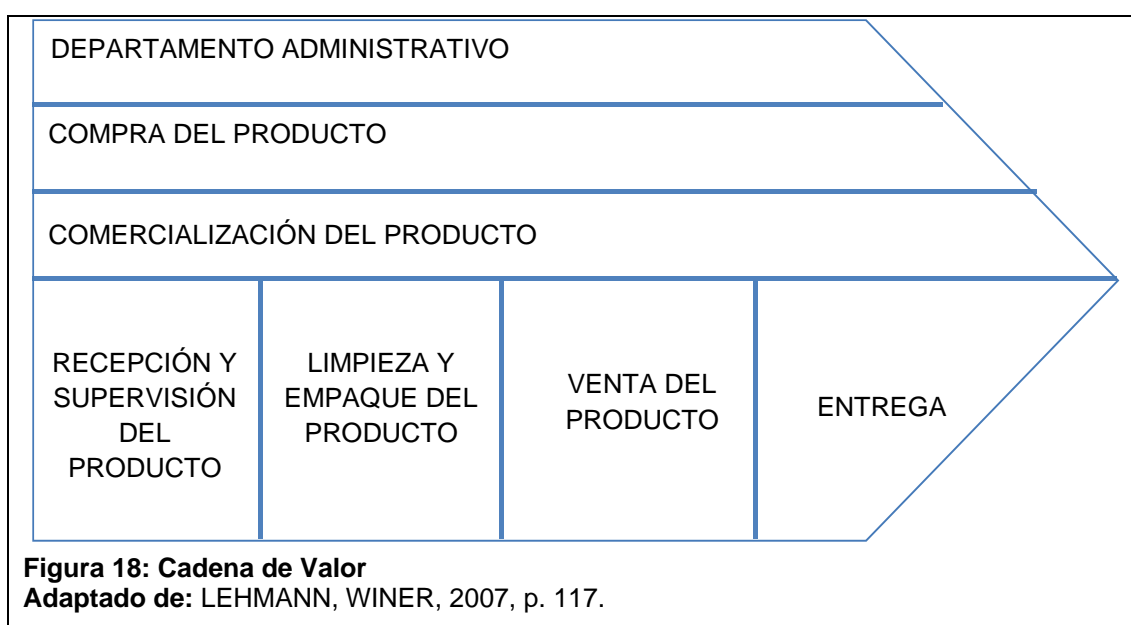 DEPARTAMENTO ADMINISTRATIVO
COMPRA DEL PRODUCTO
COMERCIALIZACIÓN DEL PRODUCTO
RECEPCIÓN Y
SUPERVISIÓN
DEL
PRODUCTO
LIMPIEZA Y
EMPAQUE DEL
PRODUCTO
VENTA DEL
PRODUCTO
ENTREGA
Figura 18: Cadena de Valor
Adaptado de: LEHMANN, WINER, 2007, p. 117.